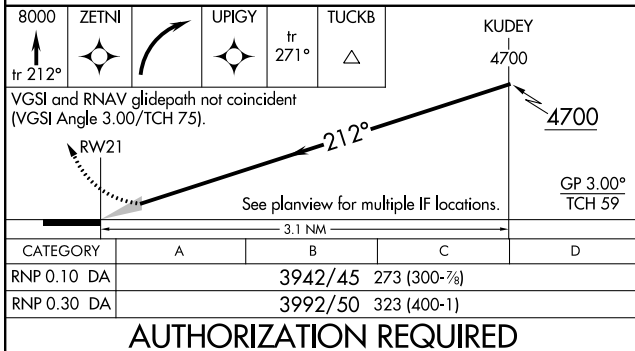 8000 ZETNI UPIGY tr 271° TUCKB
tr 212°
KUDEY
4700
VGSI and RNAV glidepath not coincident
(VGSI Angle 3.00/TCH 75).
4700
RW21
212°
GP 3.00°
TCH 59
See planview for multiple IF locations.
3.1 NM
CATEGORY A B C D
RNP 0.10 DA 3942/45 273 (300-⅞)
RNP 0.30 DA 3992/50 323 (400-1)
AUTHORIZATION REQUIRED